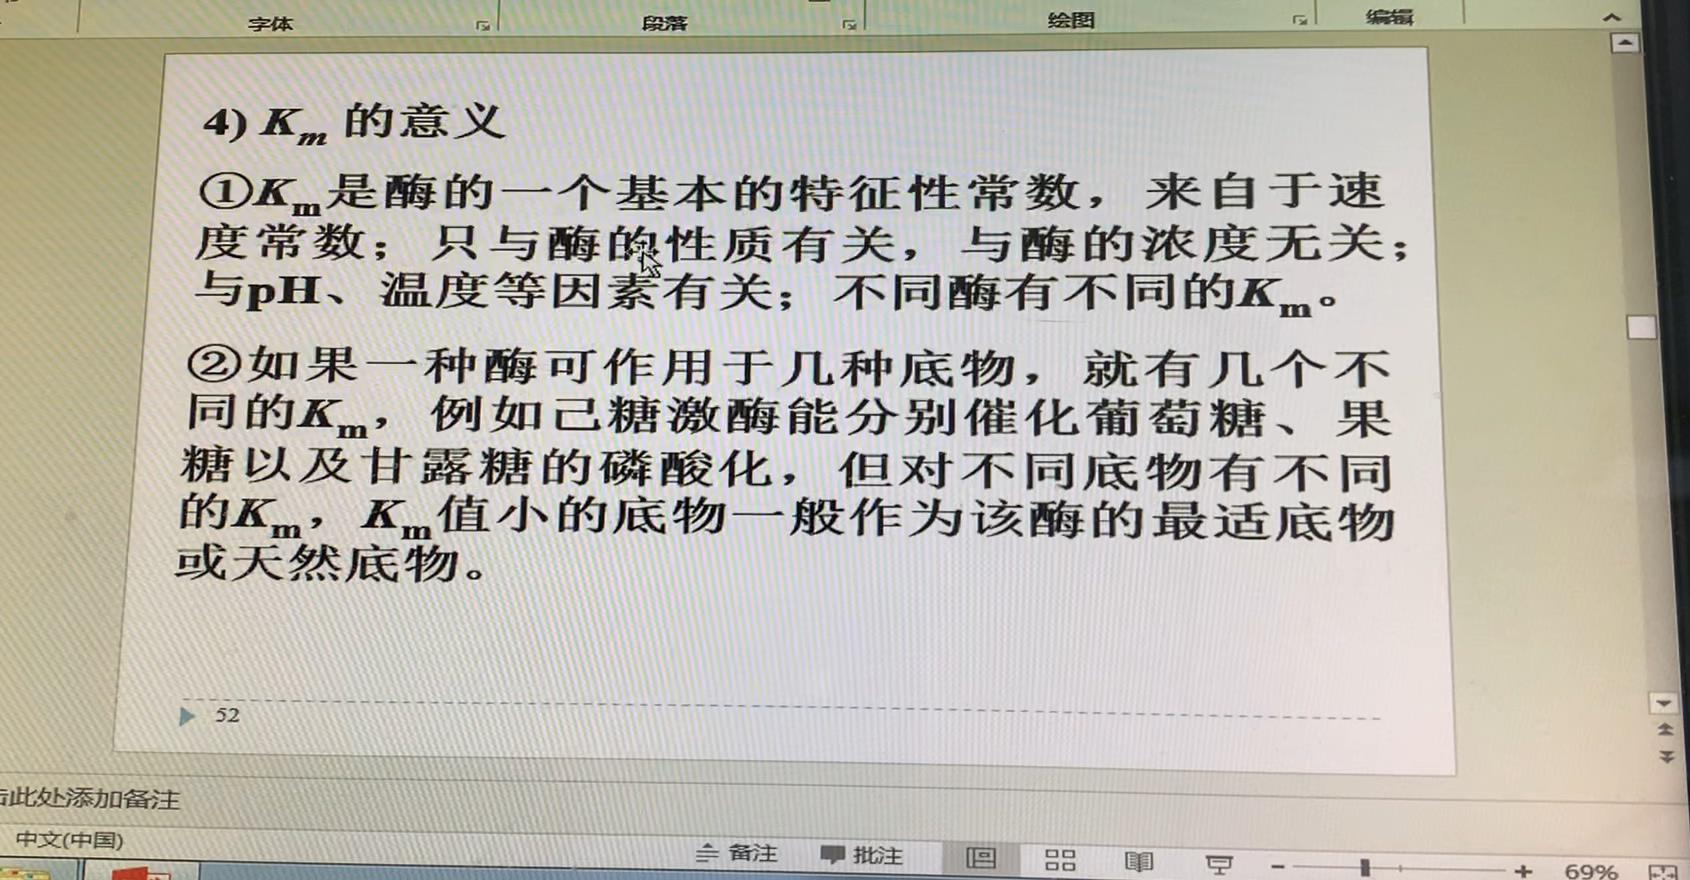 字体 段落 绘图 编辑
4) Km 的意义
①Km是酶的一个基本的特征性常数，来自于速
度常数；只与酶的性质有关，与酶的浓度无关；
与pH、温度等因素有关；不同酶有不同的Km。
②如果一种酶可作用于几种底物，就有几个不
同的Km，例如己糖激酶能分别催化葡萄糖、果
糖以及甘露糖的磷酸化，但对不同底物有不同
的Km，Km值小的底物一般作为该酶的最适底物
或天然底物。
52
此处添加备注
中文(中国)
备注 批注 69%